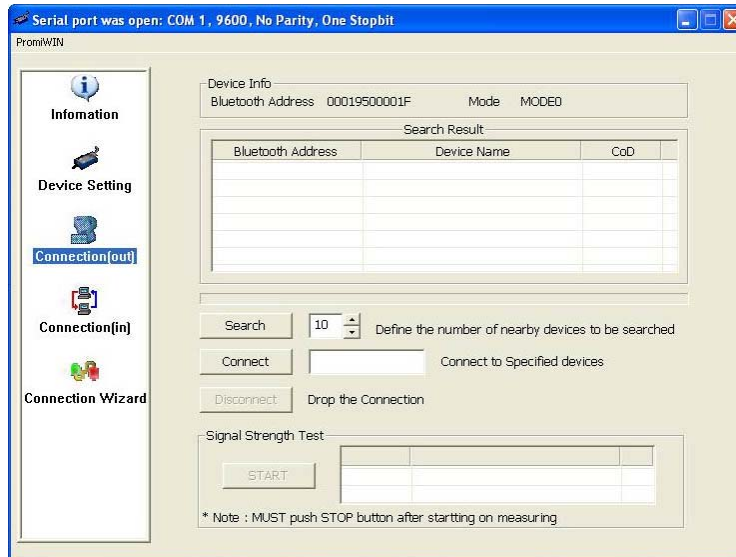 Serial port was open: COM 1, 9600, No Parity, One Stopbit
PromiWIN
Infomation
Device Setting
Connection(out)
Connection(in)
Connection Wizard
Device Info
Bluetooth Address 00019500001F Mode MODE0
Search Result
Bluetooth Address Device Name CoD
Search 10 Define the number of nearby devices to be searched
Connect Connect to Specified devices
Disconnect Drop the Connection
Signal Strength Test
START
* Note : MUST push STOP button after startting on measuring